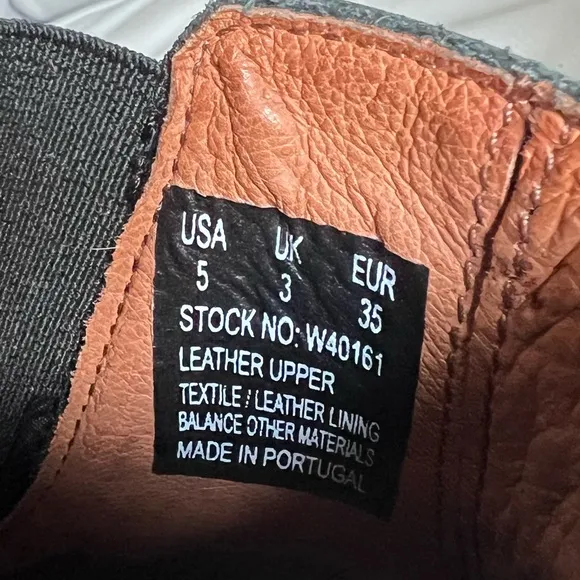 USA UK EUR
5 3 35
STOCK NO: W40161
LEATHER UPPER
TEXTILE / LEATHER LINING
BALANCE OTHER MATERIALS
MADE IN PORTUGAL